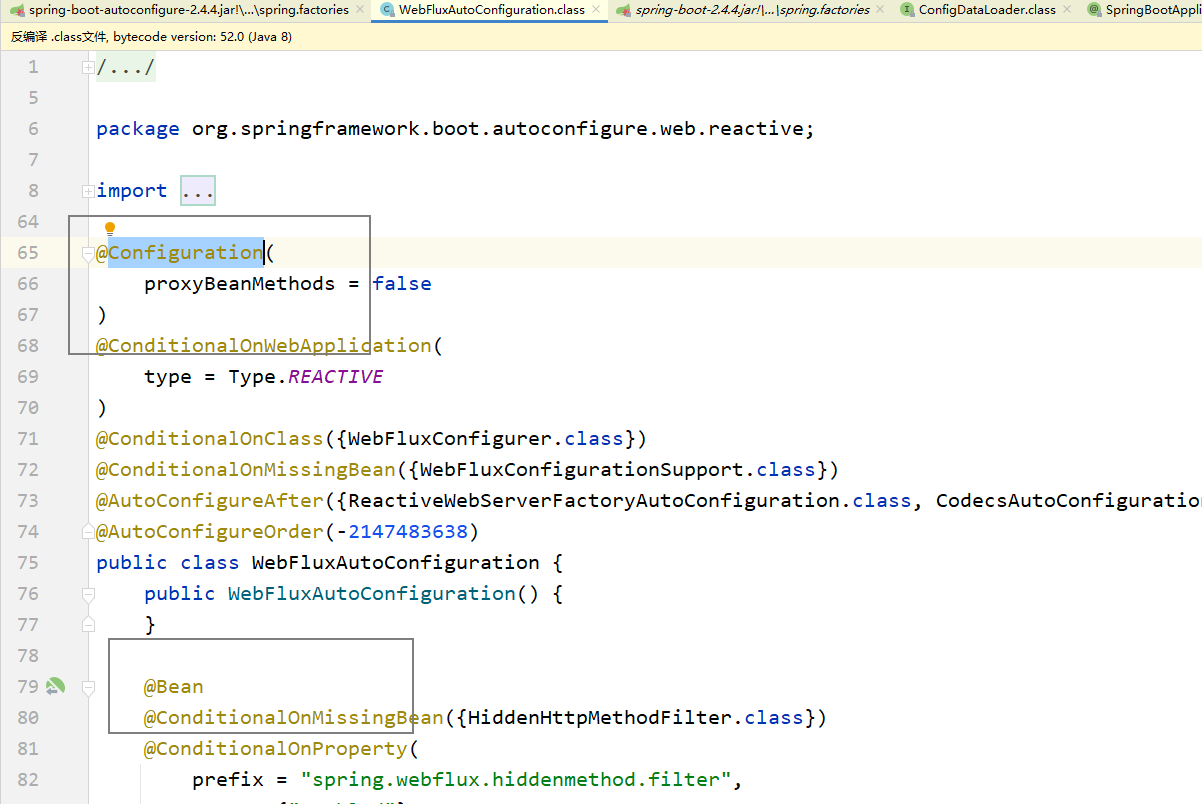 spring-boot-autoconfigure-2.4.4.jar!\...\spring.factories × WebFluxAutoConfiguration.class × spring-boot-2.4.4.jar!\...\spring.factories × ConfigDataLoader.class × SpringBootAppli
反编译 .class文件, bytecode version: 52.0 (Java 8)
1 /.../
5
6 package org.springframework.boot.autoconfigure.web.reactive;
7
8 import ...
64
65 @Configuration(
66     proxyBeanMethods = false
67 )
68 @ConditionalOnWebApplication(
69     type = Type.REACTIVE
70 )
71 @ConditionalOnClass({WebFluxConfigurer.class})
72 @ConditionalOnMissingBean({WebFluxConfigurationSupport.class})
73 @AutoConfigureAfter({ReactiveWebServerFactoryAutoConfiguration.class, CodecsAutoConfiguration
74 @AutoConfigureOrder(-2147483638)
75 public class WebFluxAutoConfiguration {
76     public WebFluxAutoConfiguration() {
77     }
78
79     @Bean
80     @ConditionalOnMissingBean({HiddenHttpMethodFilter.class})
81     @ConditionalOnProperty(
82         prefix = "spring.webflux.hiddenmethod.filter",